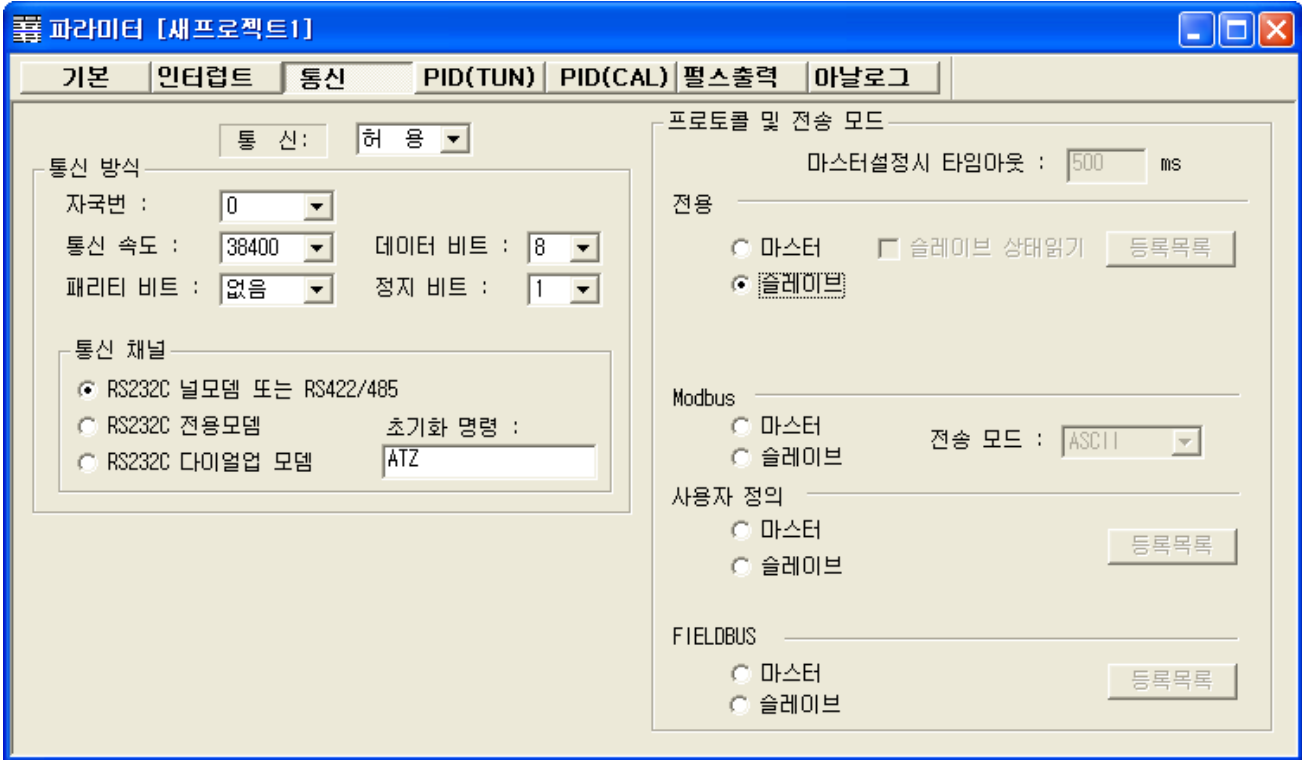 파라미터 [새프로젝트1]
기본 인터럽트 통신 PID(TUN) PID(CAL) 펄스출력 아날로그
통 신: 허 용
통신 방식
자국번 : 0
통신 속도 : 38400 데이터 비트 : 8
패리티 비트 : 없음 정지 비트 : 1
통신 채널
RS232C 널모뎀 또는 RS422/485
RS232C 전용모뎀 초기화 명령 :
RS232C 다이얼업 모뎀 ATZ
프로토콜 및 전송 모드
마스터설정시 타임아웃 : 500 ms
전용
마스터 슬레이브 상태읽기 등록목록
슬레이브
Modbus
마스터
전송 모드 : ASCII
슬레이브
사용자 정의
마스터
등록목록
슬레이브
FIELDBUS
마스터
등록목록
슬레이브